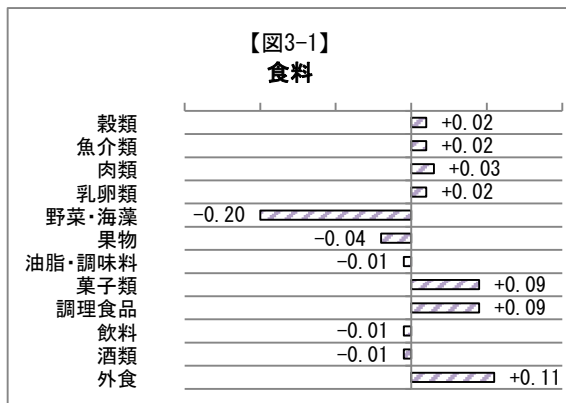 【図3-1】
食料
穀類 +0.02
魚介類 +0.02
肉類 +0.03
乳卵類 +0.02
野菜・海藻 -0.20
果物 -0.04
油脂・調味料 -0.01
菓子類 +0.09
調理食品 +0.09
飲料 -0.01
酒類 -0.01
外食 +0.11